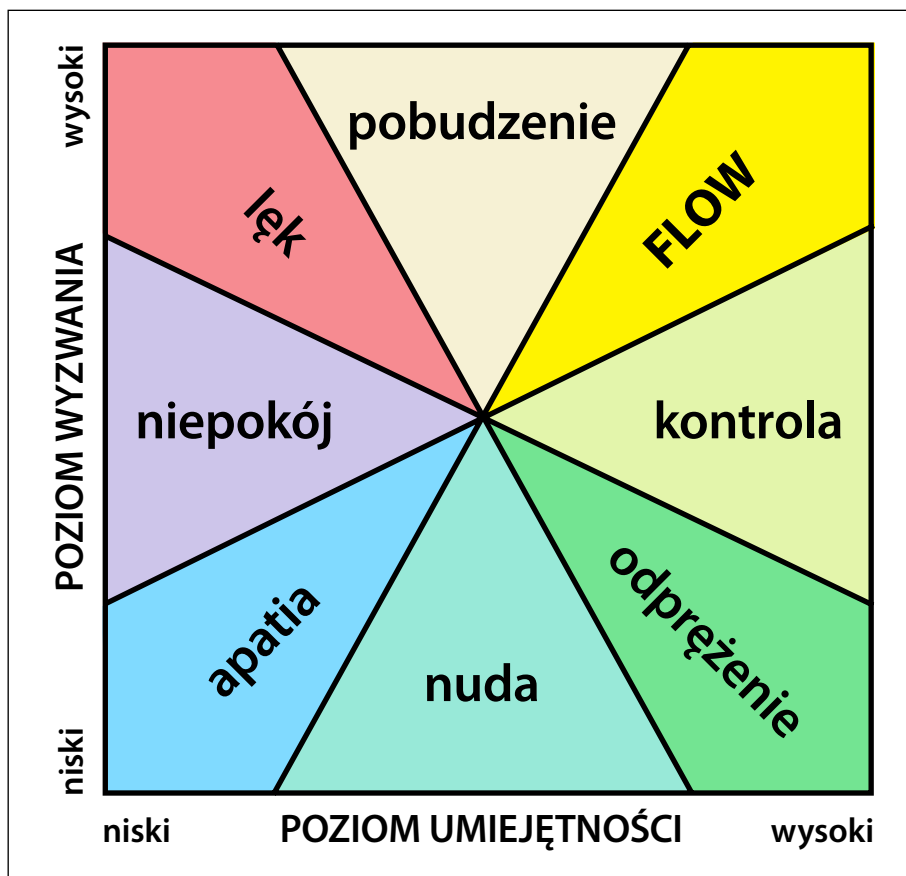 wysoki
pobudzenie
lęk
FLOW
POZIOM WYZWANIA
niepokój
kontrola
apatia
nuda
odprężenie
niski
niski
POZIOM UMIEJĘTNOŚCI
wysoki